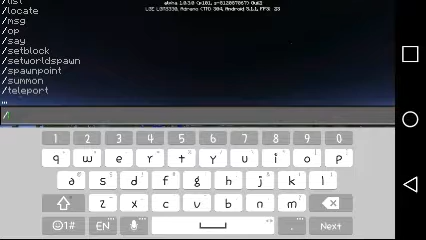 /list
/locate
/msg
/op
/say
/setblock
/setworldspawn
/spawnpoint
/summon
/teleport
...
/
1 2 3 4 5 6 7 8 9 0
q w e r t y u i o p
a s d f g h j k l
z x c v b n m
☺1# EN . Next